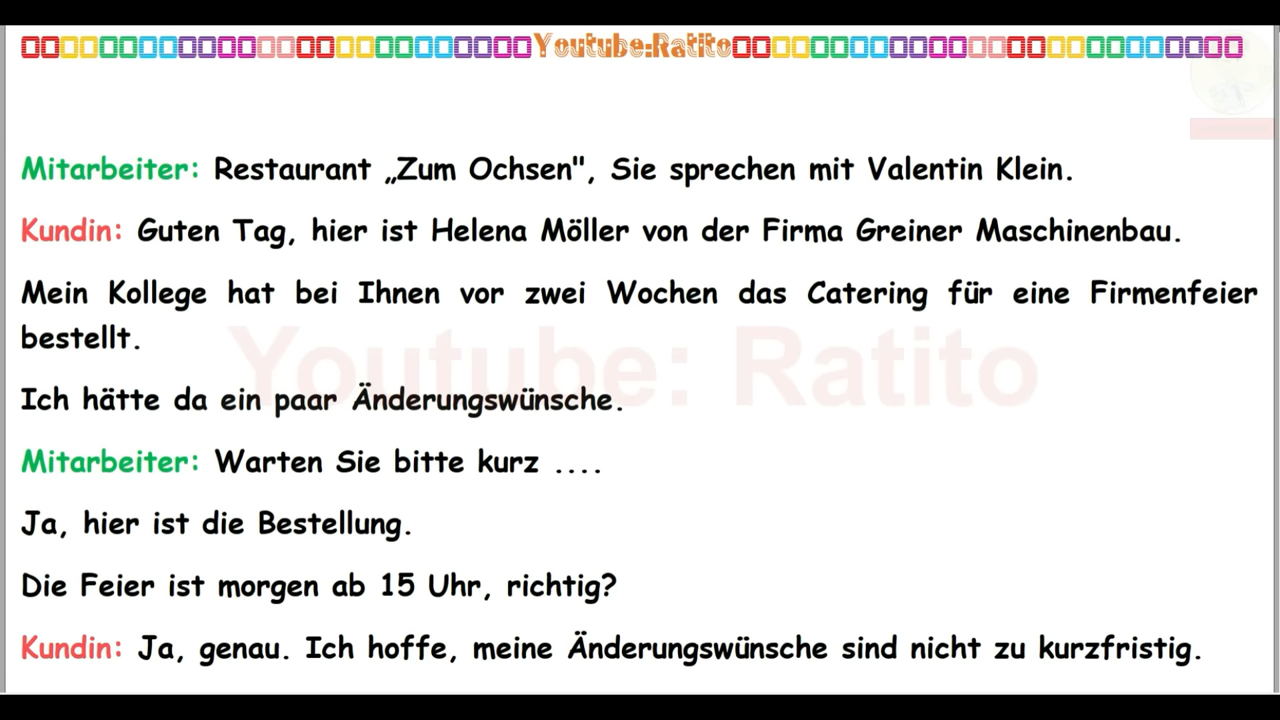 Youtube:Ratito
Mitarbeiter: Restaurant „Zum Ochsen", Sie sprechen mit Valentin Klein.
Kundin: Guten Tag, hier ist Helena Möller von der Firma Greiner Maschinenbau.
Mein Kollege hat bei Ihnen vor zwei Wochen das Catering für eine Firmenfeier
bestellt.
Youtube: Ratito
Ich hätte da ein paar Änderungswünsche.
Mitarbeiter: Warten Sie bitte kurz ....
Ja, hier ist die Bestellung.
Die Feier ist morgen ab 15 Uhr, richtig?
Kundin: Ja, genau. Ich hoffe, meine Änderungswünsche sind nicht zu kurzfristig.